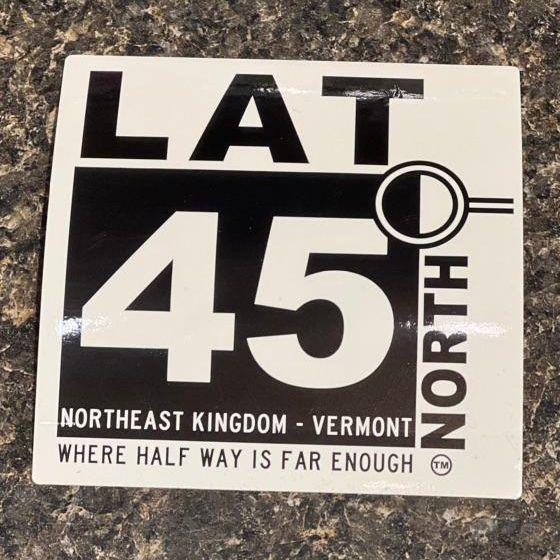 LAT
45
NORTH
NORTHEAST KINGDOM - VERMONT
WHERE HALF WAY IS FAR ENOUGH
TM